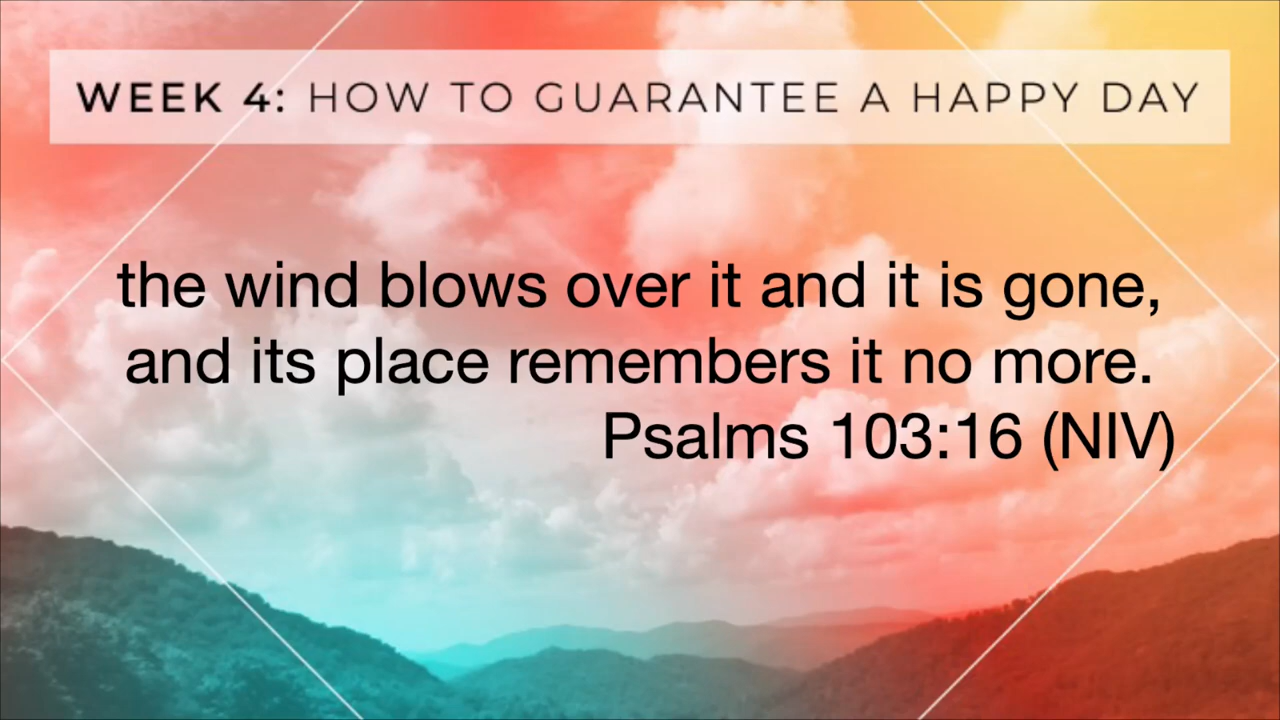 WEEK 4: HOW TO GUARANTEE A HAPPY DAY
the wind blows over it and it is gone,
and its place remembers it no more.
Psalms 103:16 (NIV)